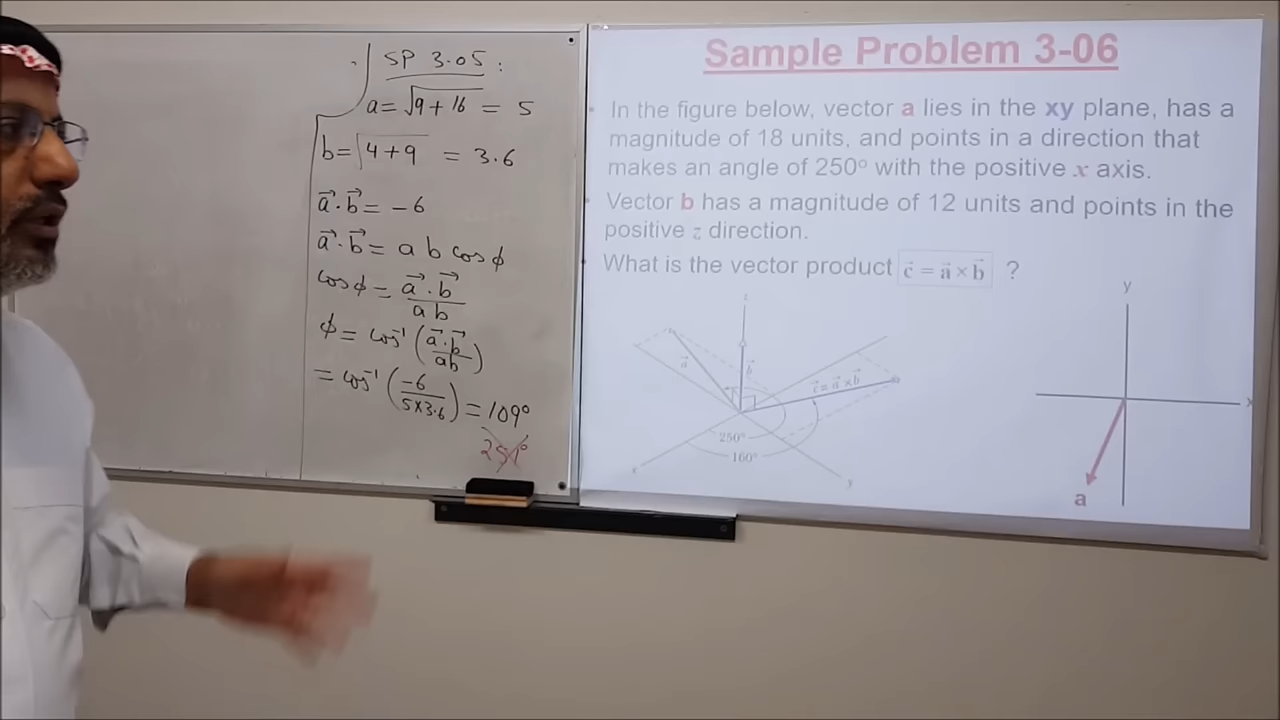 SP 3.05 :
a = √9 + 16 = 5
b = √4 + 9 = 3.6
a⃗ . b⃗ = - 6
a⃗ . b⃗ = a b cos ϕ
cos ϕ = a⃗ . b⃗ / a b
ϕ = cos⁻¹ ( a⃗ . b⃗ / ab )
= cos⁻¹ ( -6 / 5 × 3.6 ) = 109°
251°
Sample Problem 3-06
• In the figure below, vector a lies in the xy plane, has a
magnitude of 18 units, and points in a direction that
makes an angle of 250° with the positive x axis.
• Vector b has a magnitude of 12 units and points in the
positive z direction.
• What is the vector product c⃗ = a⃗ × b⃗ ?
z
a⃗
b⃗
c⃗ = a⃗ × b⃗
250°
160°
x
y
y
x
a